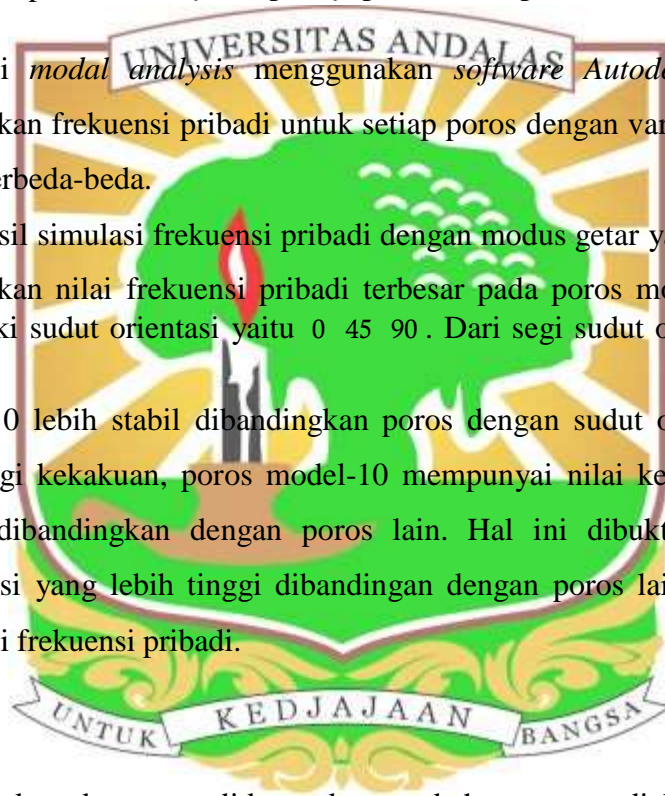 UNIVERSITAS ANDALAS
i modal analysis menggunakan software Autod
kan frekuensi pribadi untuk setiap poros dengan var
erbeda-beda.
sil simulasi frekuensi pribadi dengan modus getar y
kan nilai frekuensi pribadi terbesar pada poros mo
ki sudut orientasi yaitu 0 45 90 . Dari segi sudut o
0 lebih stabil dibandingkan poros dengan sudut o
gi kekakuan, poros model-10 mempunyai nilai ke
dibandingkan dengan poros lain. Hal ini dibukt
si yang lebih tinggi dibandingan dengan poros lai
i frekuensi pribadi.
UNTUK KEDJAJAAN BANGSA